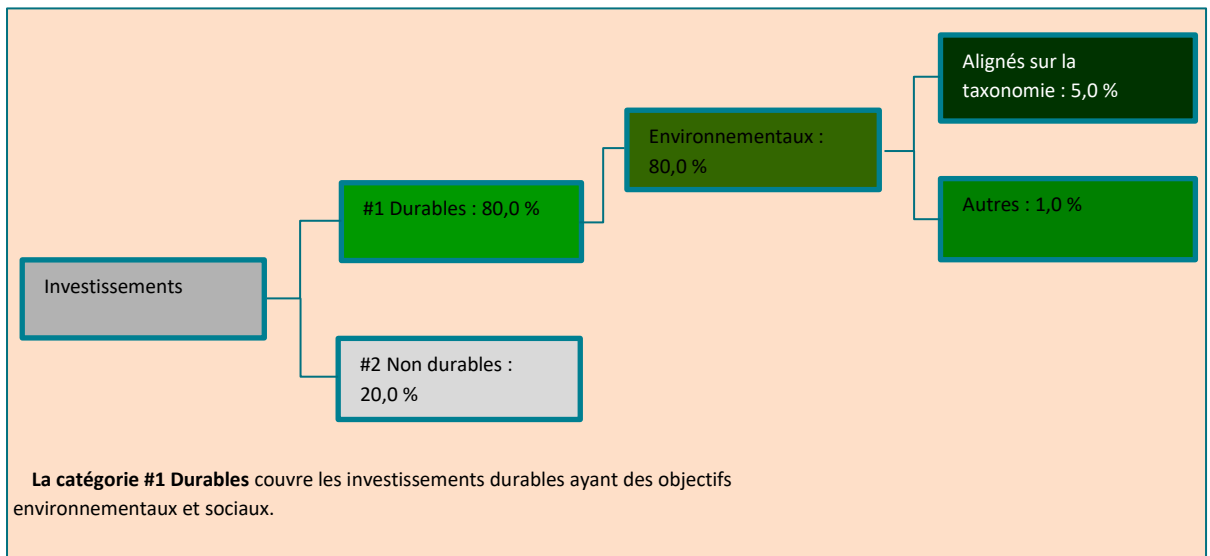 Investissements
#1 Durables : 80,0 %
#2 Non durables :
20,0 %
Environnementaux :
80,0 %
Alignés sur la
taxonomie : 5,0 %
Autres : 1,0 %
La catégorie #1 Durables couvre les investissements durables ayant des objectifs
environnementaux et sociaux.